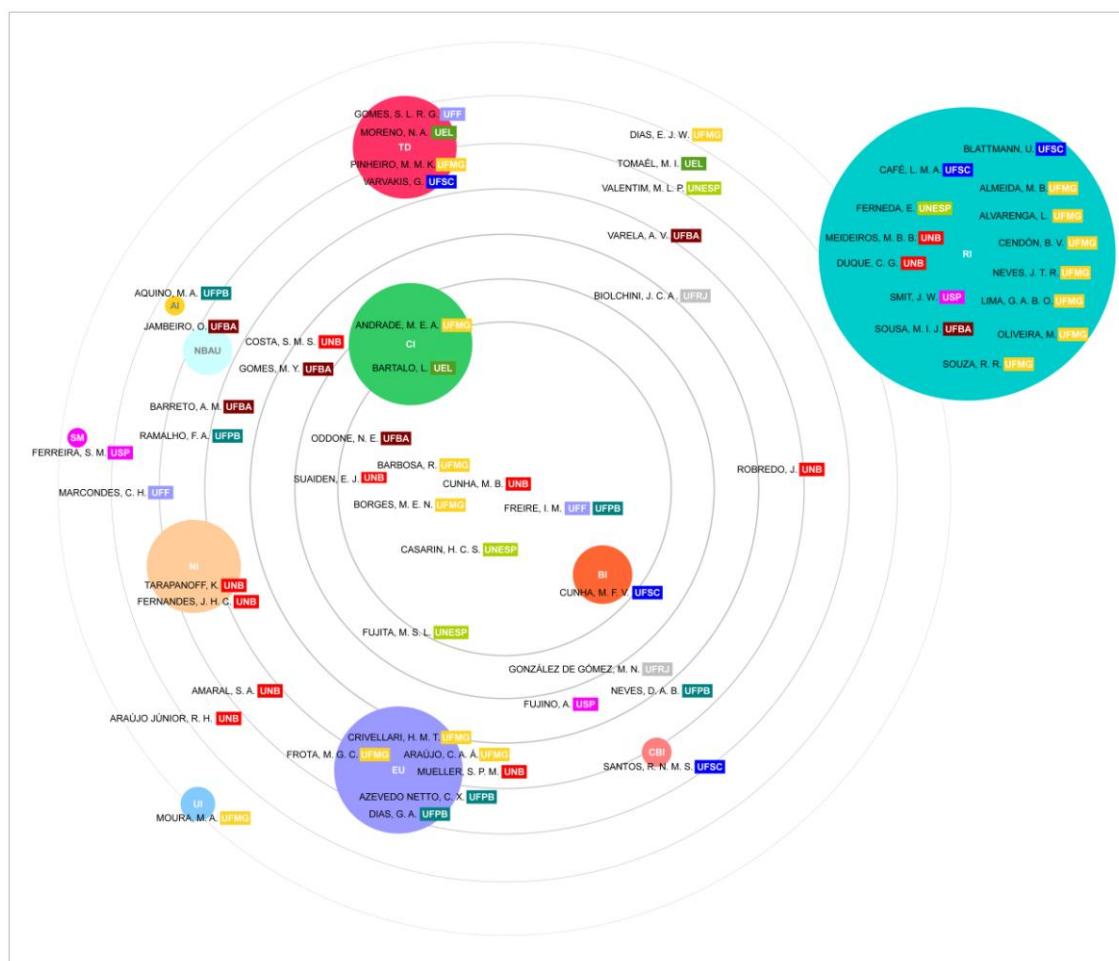 GOMES, S. L. R. G. UFF
MORENO, N. A. UEL
TD
PINHEIRO, M. M. K. UFMG
VARVAKIS, G. UFSC
DIAS, E. J. W. UFMG
TOMAÉL, M. I. UEL
VALENTIM, M. L. P. UNESP
VARELA, A. V. UFBA
BIOLCHINI, J. C. A. UFRJ
BLATTMANN, U. UFSC
CAFÉ, L. M. A. UFSC
ALMEIDA, M. B. UFMG
FERNEDA, E. UNESP
ALVARENGA, L. UFMG
MEIDEIROS, M. B. B. UNB
CENDÓN, B. V. UFMG
RI
DUQUE, C. G. UNB
NEVES, J. T. R. UFMG
SMIT, J. W. USP
LIMA, G. A. B. O. UFMG
SOUSA, M. I. J. UFBA
OLIVEIRA, M. UFMG
SOUZA, R. R. UFMG
AQUINO, M. A. UFPB
AI
JAMBEIRO, O. UFBA
NBAU
COSTA, S. M. S. UNB
GOMES, M. Y. UFBA
ANDRADE, M. E. A. UFMG
CI
BARTALO, L. UEL
BARRETO, A. M. UFBA
RAMALHO, F. A. UFPB
SM
FERREIRA, S. M. USP
MARCONDES, C. H. UFF
ODDONE, N. E. UFBA
BARBOSA, R. UFMG
SUAIDEN, E. J. UNB
CUNHA, M. B. UNB
BORGES, M. E. N. UFMG
FREIRE, I. M. UFF UFPB
ROBREDO, J. UNB
CASARIN, H. C. S. UNESP
NI
TARAPANOFF, K. UNB
FERNANDES, J. H. C. UNB
BI
CUNHA, M. F. V. UFSC
FUJITA, M. S. L. UNESP
GONZÁLEZ DE GÓMEZ, M. N. UFRJ
NEVES, D. A. B. UFPB
FUJINO, A. USP
AMARAL, S. A. UNB
ARAÚJO JÚNIOR, R. H. UNB
CRIVELLARI, H. M. T. UFMG
FROTA, M. G. C. UFMG
ARAÚJO, C. A. Á. UFMG
EU
MUELLER, S. P. M. UNB
AZEVEDO NETTO, C. X. UFPB
DIAS, G. A. UFPB
CBI
SANTOS, R. N. M. S. UFSC
UI
MOURA, M. A. UFMG